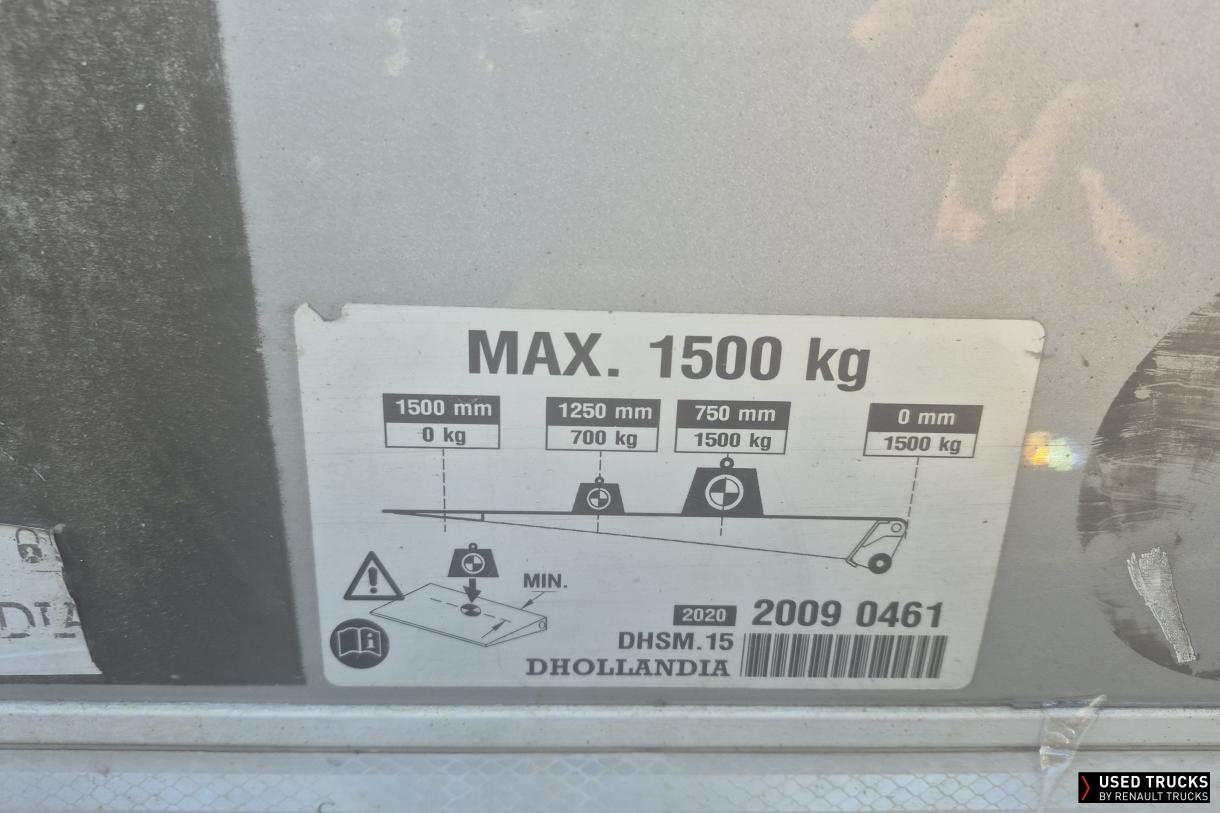 MAX. 1500 kg
1500 mm
0 kg
1250 mm
700 kg
750 mm
1500 kg
0 mm
1500 kg
MIN.
2020 2009 0461
DHSM.15
DHOLLANDIA
USED TRUCKS
BY RENAULT TRUCKS